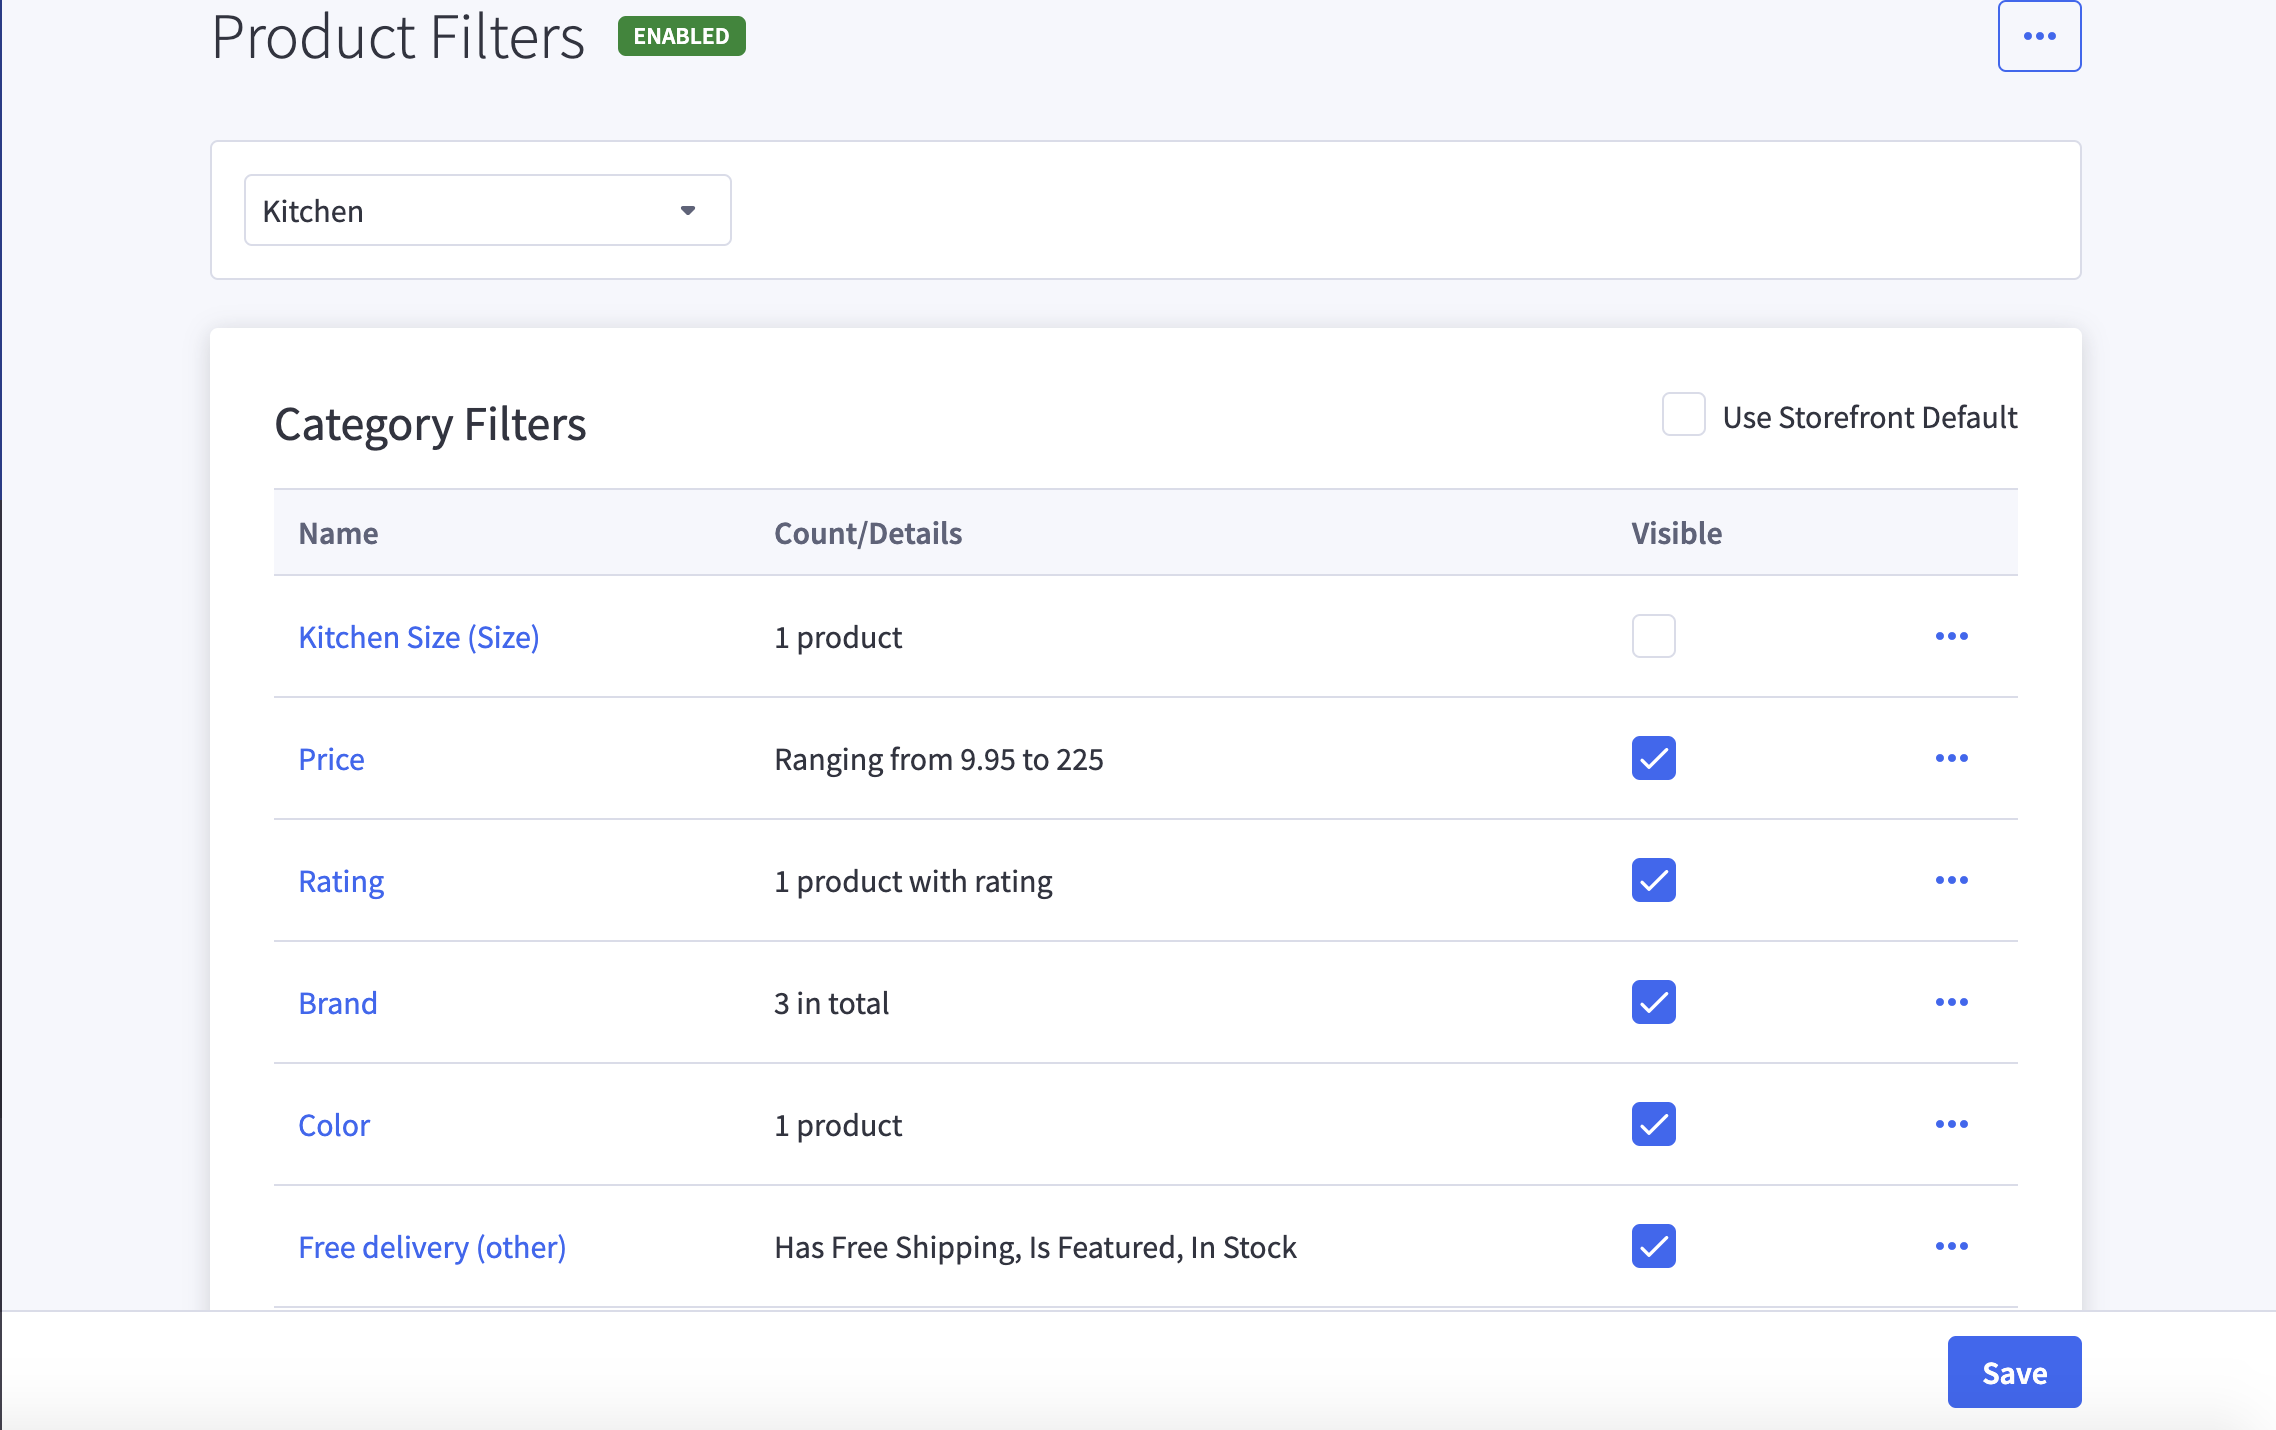 Product Filters ENABLED
Kitchen
Category Filters
Use Storefront Default
Name Count/Details Visible
Kitchen Size (Size) 1 product
Price Ranging from 9.95 to 225
Rating 1 product with rating
Brand 3 in total
Color 1 product
Free delivery (other) Has Free Shipping, Is Featured, In Stock
Save